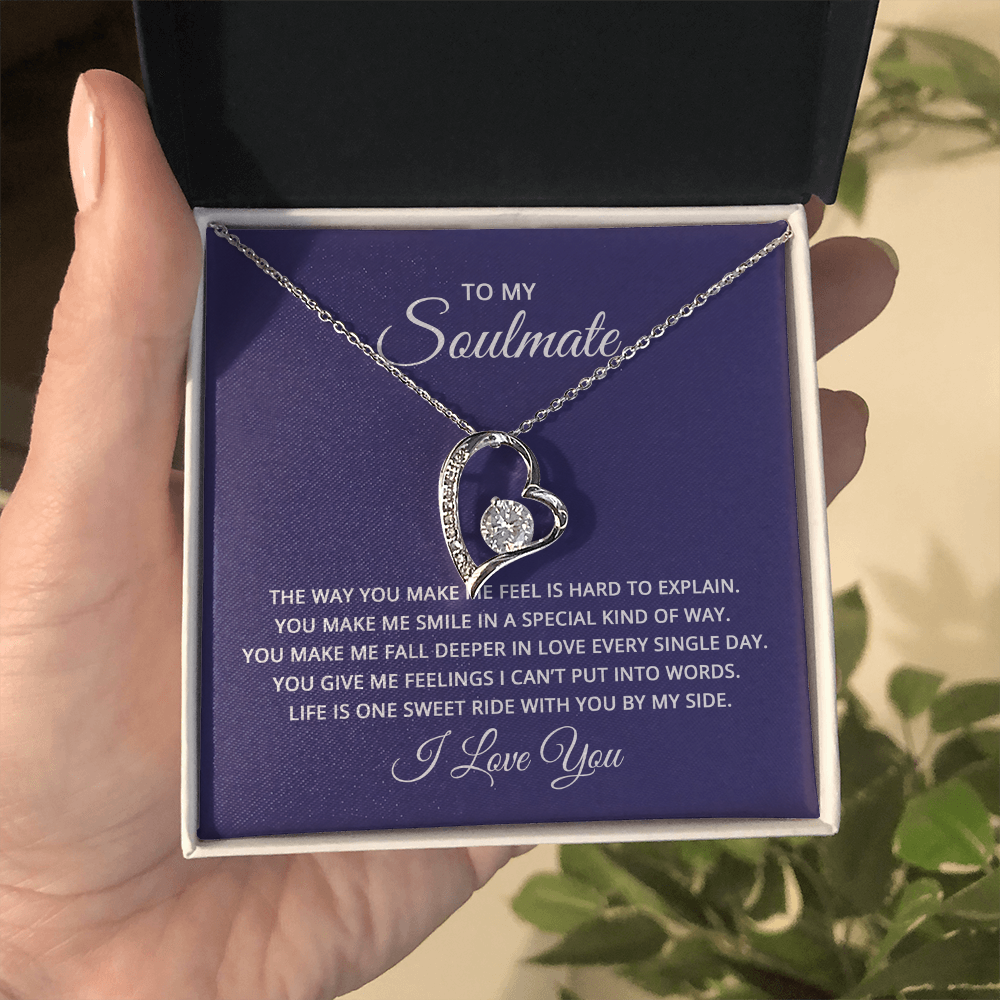 TO MY
Soulmate
THE WAY YOU MAKE ME FEEL IS HARD TO EXPLAIN.
YOU MAKE ME SMILE IN A SPECIAL KIND OF WAY.
YOU MAKE ME FALL DEEPER IN LOVE EVERY SINGLE DAY.
YOU GIVE ME FEELINGS I CAN'T PUT INTO WORDS.
LIFE IS ONE SWEET RIDE WITH YOU BY MY SIDE.
I Love You